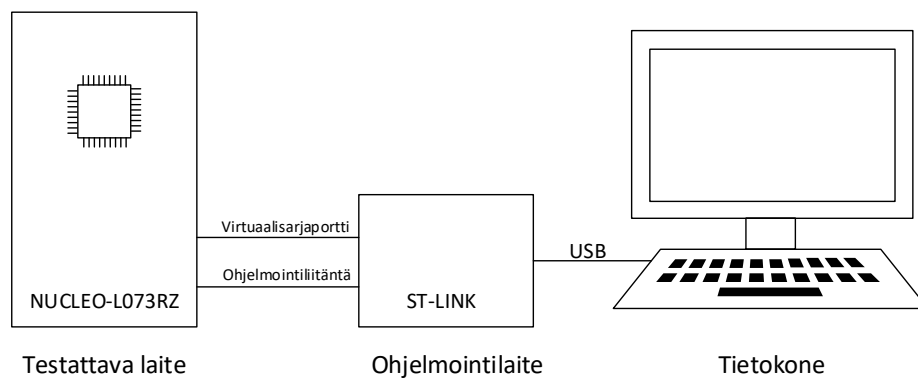 Virtuaalisarjaportti
USB
Ohjelmointiliitäntä
NUCLEO-L073RZ
ST-LINK
Testattava laite
Ohjelmointilaite
Tietokone